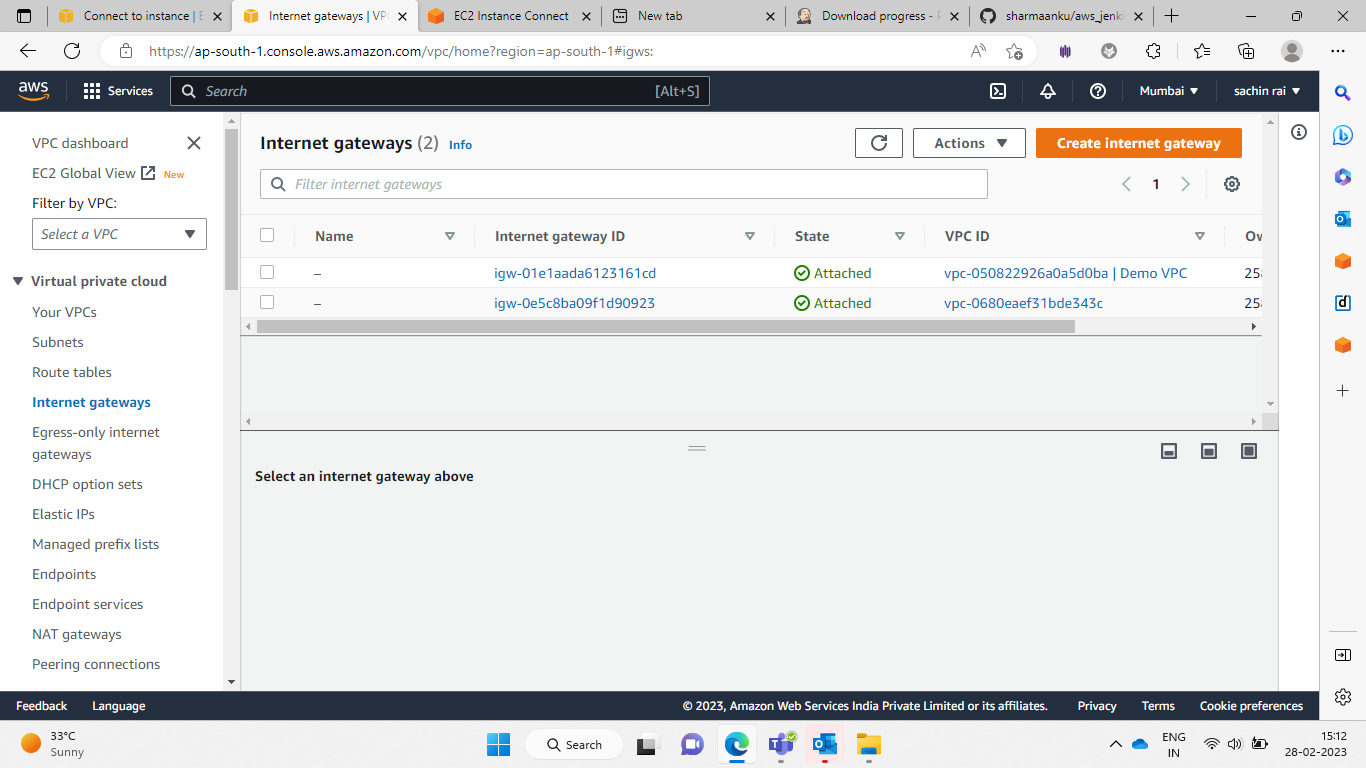 Connect to instance | E
Internet gateways | VP
EC2 Instance Connect
New tab
Download progress -
sharmaanku/aws_jenk
https://ap-south-1.console.aws.amazon.com/vpc/home?region=ap-south-1#igws:
aws
Services
Search
[Alt+S]
Mumbai
sachin rai
VPC dashboard
EC2 Global View New
Filter by VPC:
Select a VPC
Virtual private cloud
Your VPCs
Subnets
Route tables
Internet gateways
Egress-only internet
gateways
DHCP option sets
Elastic IPs
Managed prefix lists
Endpoints
Endpoint services
NAT gateways
Peering connections
Internet gateways (2) Info
Actions
Create internet gateway
Filter internet gateways
1
Name Internet gateway ID State VPC ID Ow
– igw-01e1aada6123161cd Attached vpc-050822926a0a5d0ba | Demo VPC 25
– igw-0e5c8ba09f1d90923 Attached vpc-0680eaef31bde343c 25
Select an internet gateway above
Feedback Language © 2023, Amazon Web Services India Private Limited or its affiliates. Privacy Terms Cookie preferences
33°C
Sunny
Search
ENG
IN
15:12
28-02-2023